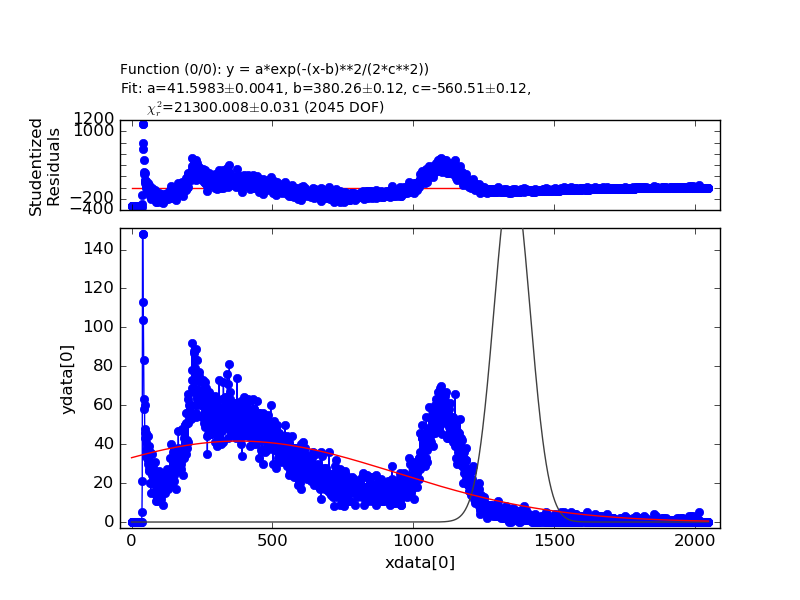 Function (0/0): y = a*exp(-(x-b)**2/(2*c**2))
Fit: a=41.5983±0.0041, b=380.26±0.12, c=-560.51±0.12,
χ²ᵣ=21300.008±0.031 (2045 DOF)
1200
1000
−200
−400
Studentized
Residuals
140
120
100
80
60
40
20
0
ydata[0]
0
500
1000
1500
2000
xdata[0]